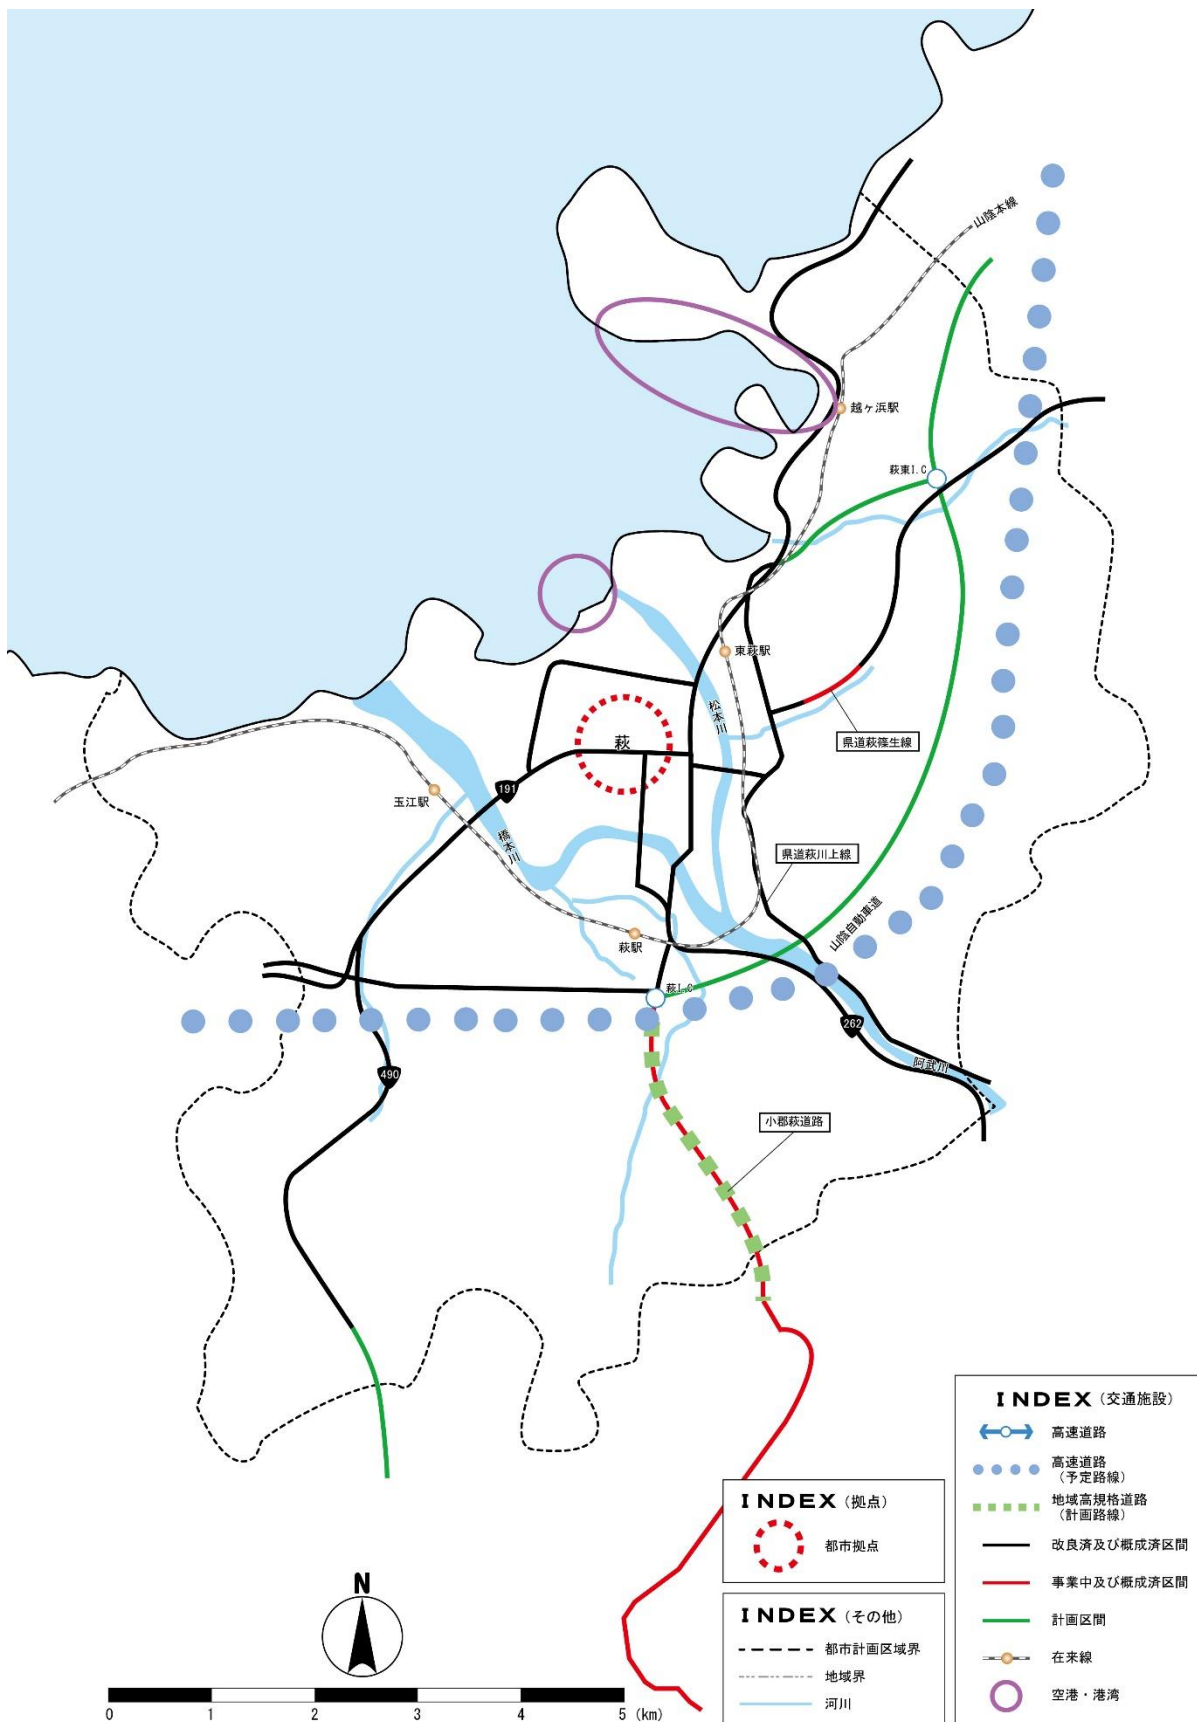 山陰本線
越ヶ浜駅
萩東I.C
東萩駅
松本川
県道萩篠生線
萩
191
玉江駅
橋本川
県道萩川上線
山陰自動車道
萩駅
萩I.C
262
阿武川
490
小郡萩道路
INDEX（交通施設）
高速道路
高速道路
（予定路線）
地域高規格道路
（計画路線）
改良済及び概成済区間
事業中及び概成済区間
計画区間
在来線
空港・港湾
INDEX（拠点）
都市拠点
INDEX（その他）
都市計画区域界
地域界
河川
N
0 1 2 3 4 5 (km)